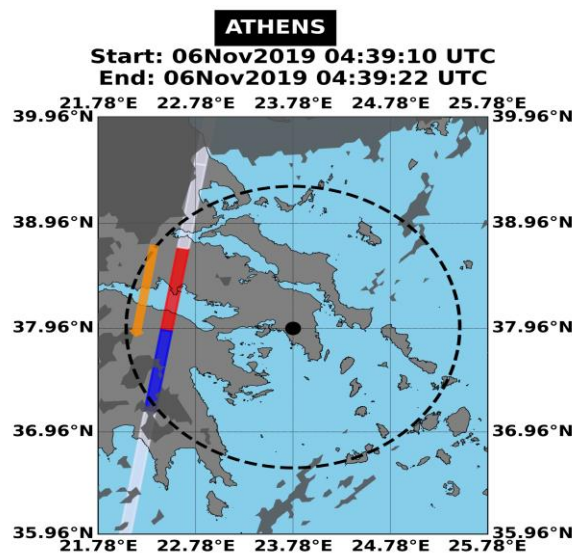 ATHENS
Start: 06Nov2019 04:39:10 UTC
End: 06Nov2019 04:39:22 UTC
21.78°E 22.78°E 23.78°E 24.78°E 25.78°E
39.96°N 39.96°N
38.96°N 38.96°N
37.96°N 37.96°N
36.96°N 36.96°N
35.96°N 35.96°N
21.78°E 22.78°E 23.78°E 24.78°E 25.78°E